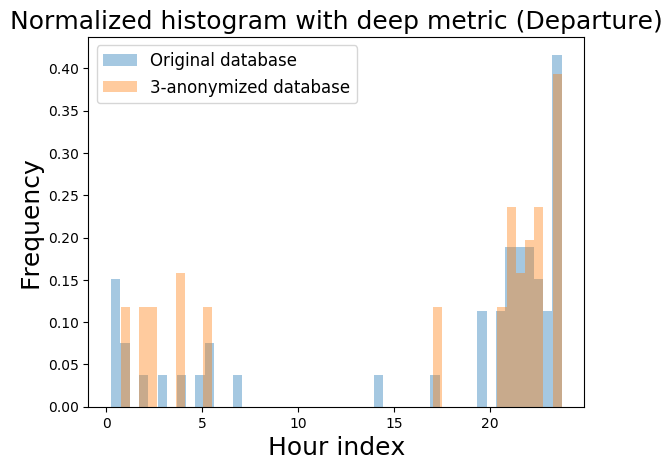 Normalized histogram with deep metric (Departure)
Original database
3-anonymized database
Frequency
0.40
0.35
0.30
0.25
0.20
0.15
0.10
0.05
0.00
0 5 10 15 20
Hour index